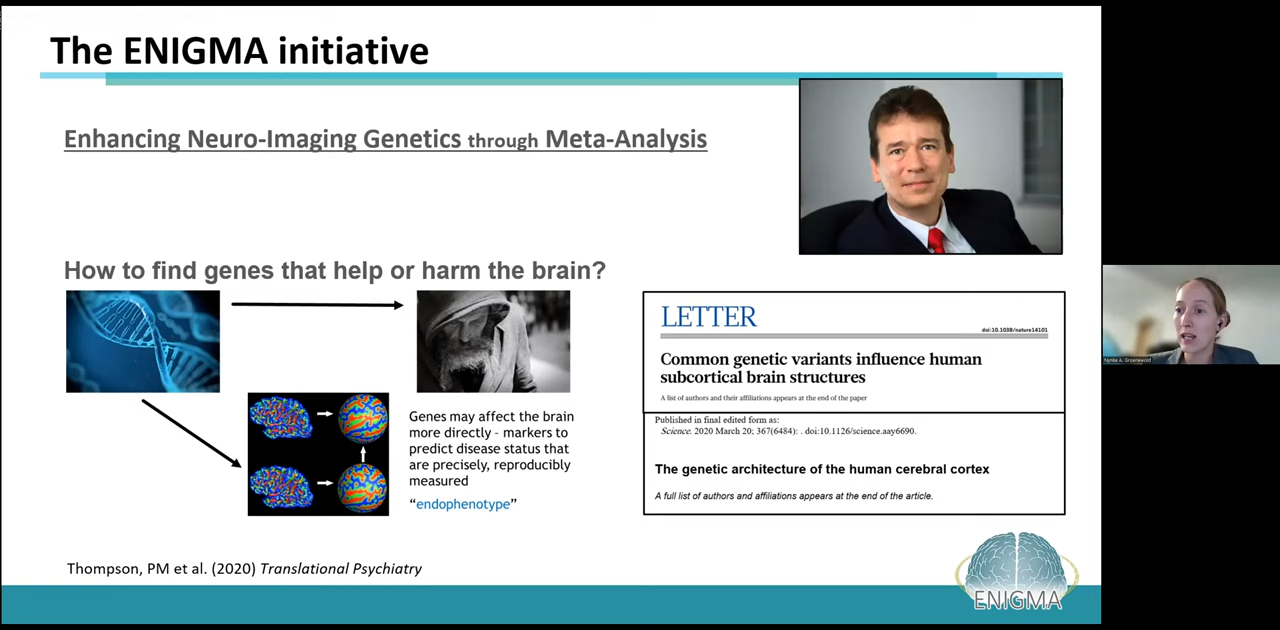 The ENIGMA initiative
Enhancing Neuro-Imaging Genetics through Meta-Analysis
How to find genes that help or harm the brain?
Genes may affect the brain
more directly - markers to
predict disease status that
are precisely, reproducibly
measured
“endophenotype”
LETTER
doi:10.1038/nature14101
Common genetic variants influence human
subcortical brain structures
A list of authors and their affiliations appears at the end of the paper
Published in final edited form as:
Science. 2020 March 20; 367(6484): . doi:10.1126/science.aay6690.
The genetic architecture of the human cerebral cortex
A full list of authors and affiliations appears at the end of the article.
Thompson, PM et al. (2020) Translational Psychiatry
ENIGMA
Nynke A. Groenewold